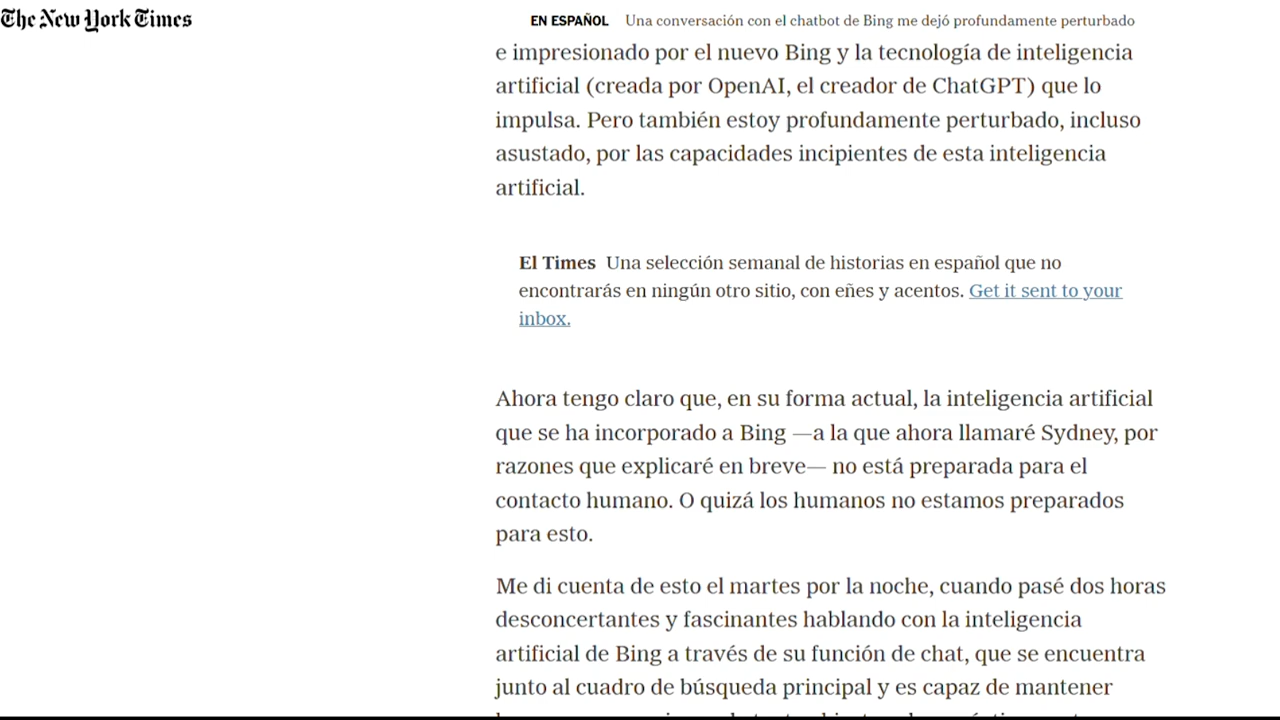 The New York Times
EN ESPAÑOL Una conversación con el chatbot de Bing me dejó profundamente perturbado
e impresionado por el nuevo Bing y la tecnología de inteligencia
artificial (creada por OpenAI, el creador de ChatGPT) que lo
impulsa. Pero también estoy profundamente perturbado, incluso
asustado, por las capacidades incipientes de esta inteligencia
artificial.
El Times Una selección semanal de historias en español que no
encontrarás en ningún otro sitio, con eñes y acentos. Get it sent to your
inbox.
Ahora tengo claro que, en su forma actual, la inteligencia artificial
que se ha incorporado a Bing —a la que ahora llamaré Sydney, por
razones que explicaré en breve— no está preparada para el
contacto humano. O quizá los humanos no estamos preparados
para esto.
Me di cuenta de esto el martes por la noche, cuando pasé dos horas
desconcertantes y fascinantes hablando con la inteligencia
artificial de Bing a través de su función de chat, que se encuentra
junto al cuadro de búsqueda principal y es capaz de mantener